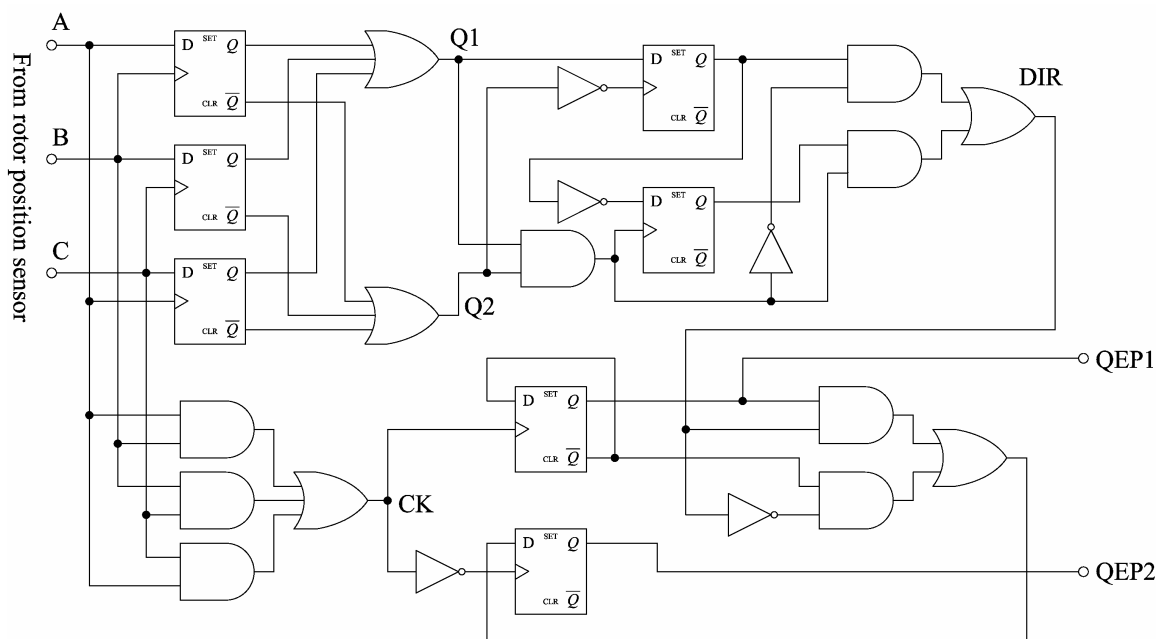 From rotor position sensor
A
B
C
D SET Q
CLR Q̅
D SET Q
CLR Q̅
D SET Q
CLR Q̅
Q1
Q2
D SET Q
CLR Q̅
D SET Q
CLR Q̅
DIR
CK
D SET Q
CLR Q̅
D SET Q
CLR Q̅
QEP1
QEP2